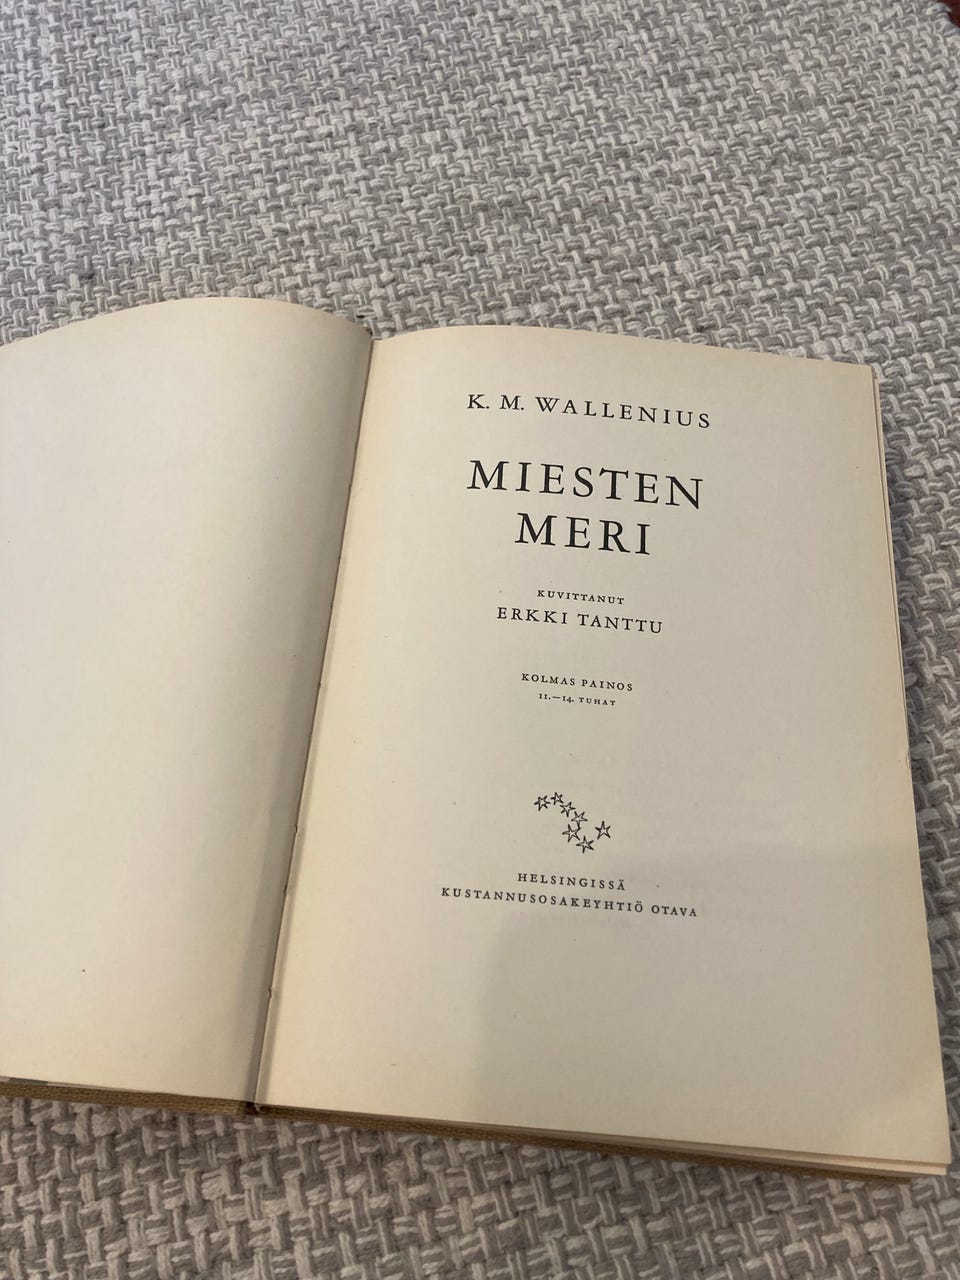 K. M. WALLENIUS
MIESTEN
MERI
KUVITTANUT
ERKKI TANTTU
KOLMAS PAINOS
11.—14. TUHAT
HELSINGISSÄ
KUSTANNUSOSAKEYHTIÖ OTAVA